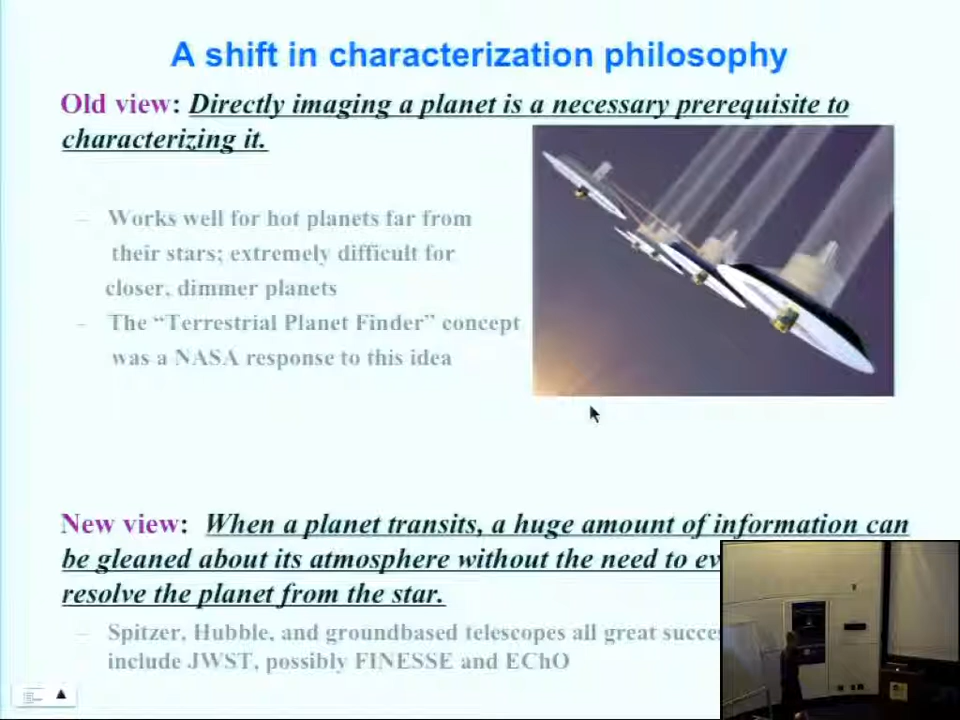 A shift in characterization philosophy
Old view: Directly imaging a planet is a necessary prerequisite to
characterizing it.
– Works well for hot planets far from
their stars; extremely difficult for
closer, dimmer planets
– The “Terrestrial Planet Finder” concept
was a NASA response to this idea
New view: When a planet transits, a huge amount of information can
be gleaned about its atmosphere without the need to
resolve the planet from the star.
– Spitzer, Hubble, and groundbased telescopes all great
include JWST, possibly FINESSE and EChO